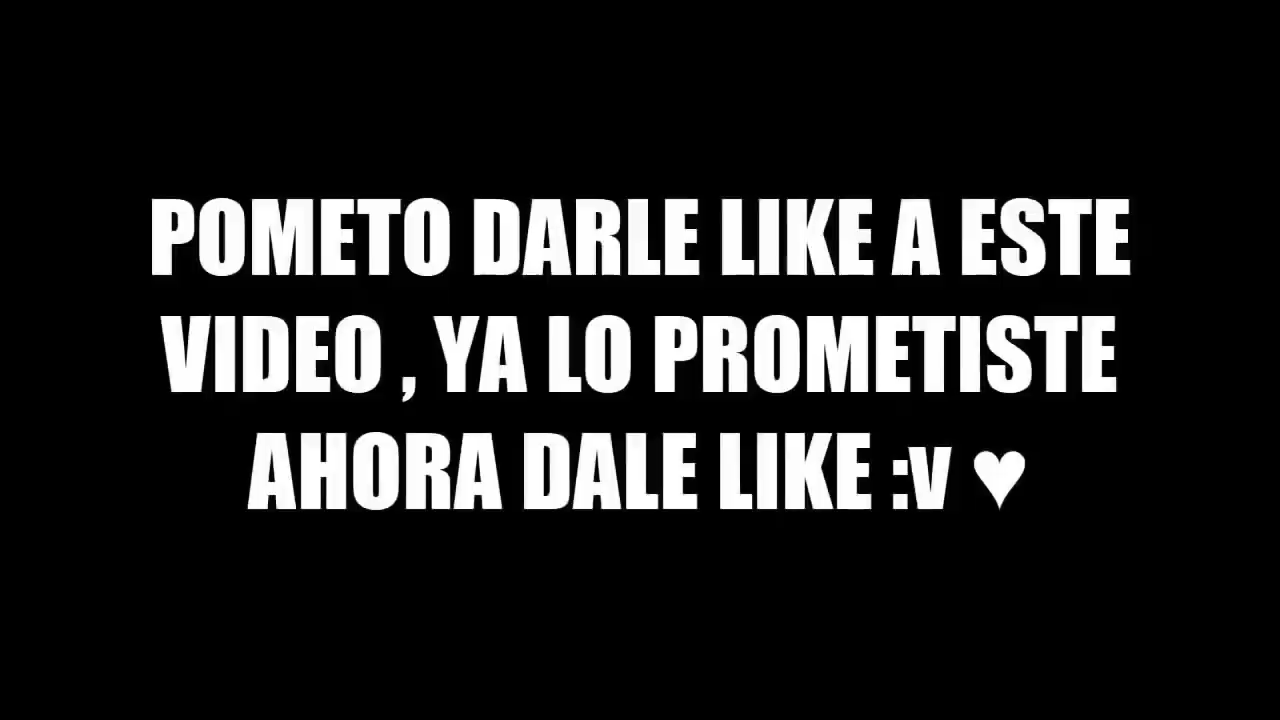 POMETO DARLE LIKE A ESTE
VIDEO , YA LO PROMETISTE
AHORA DALE LIKE :v ♥